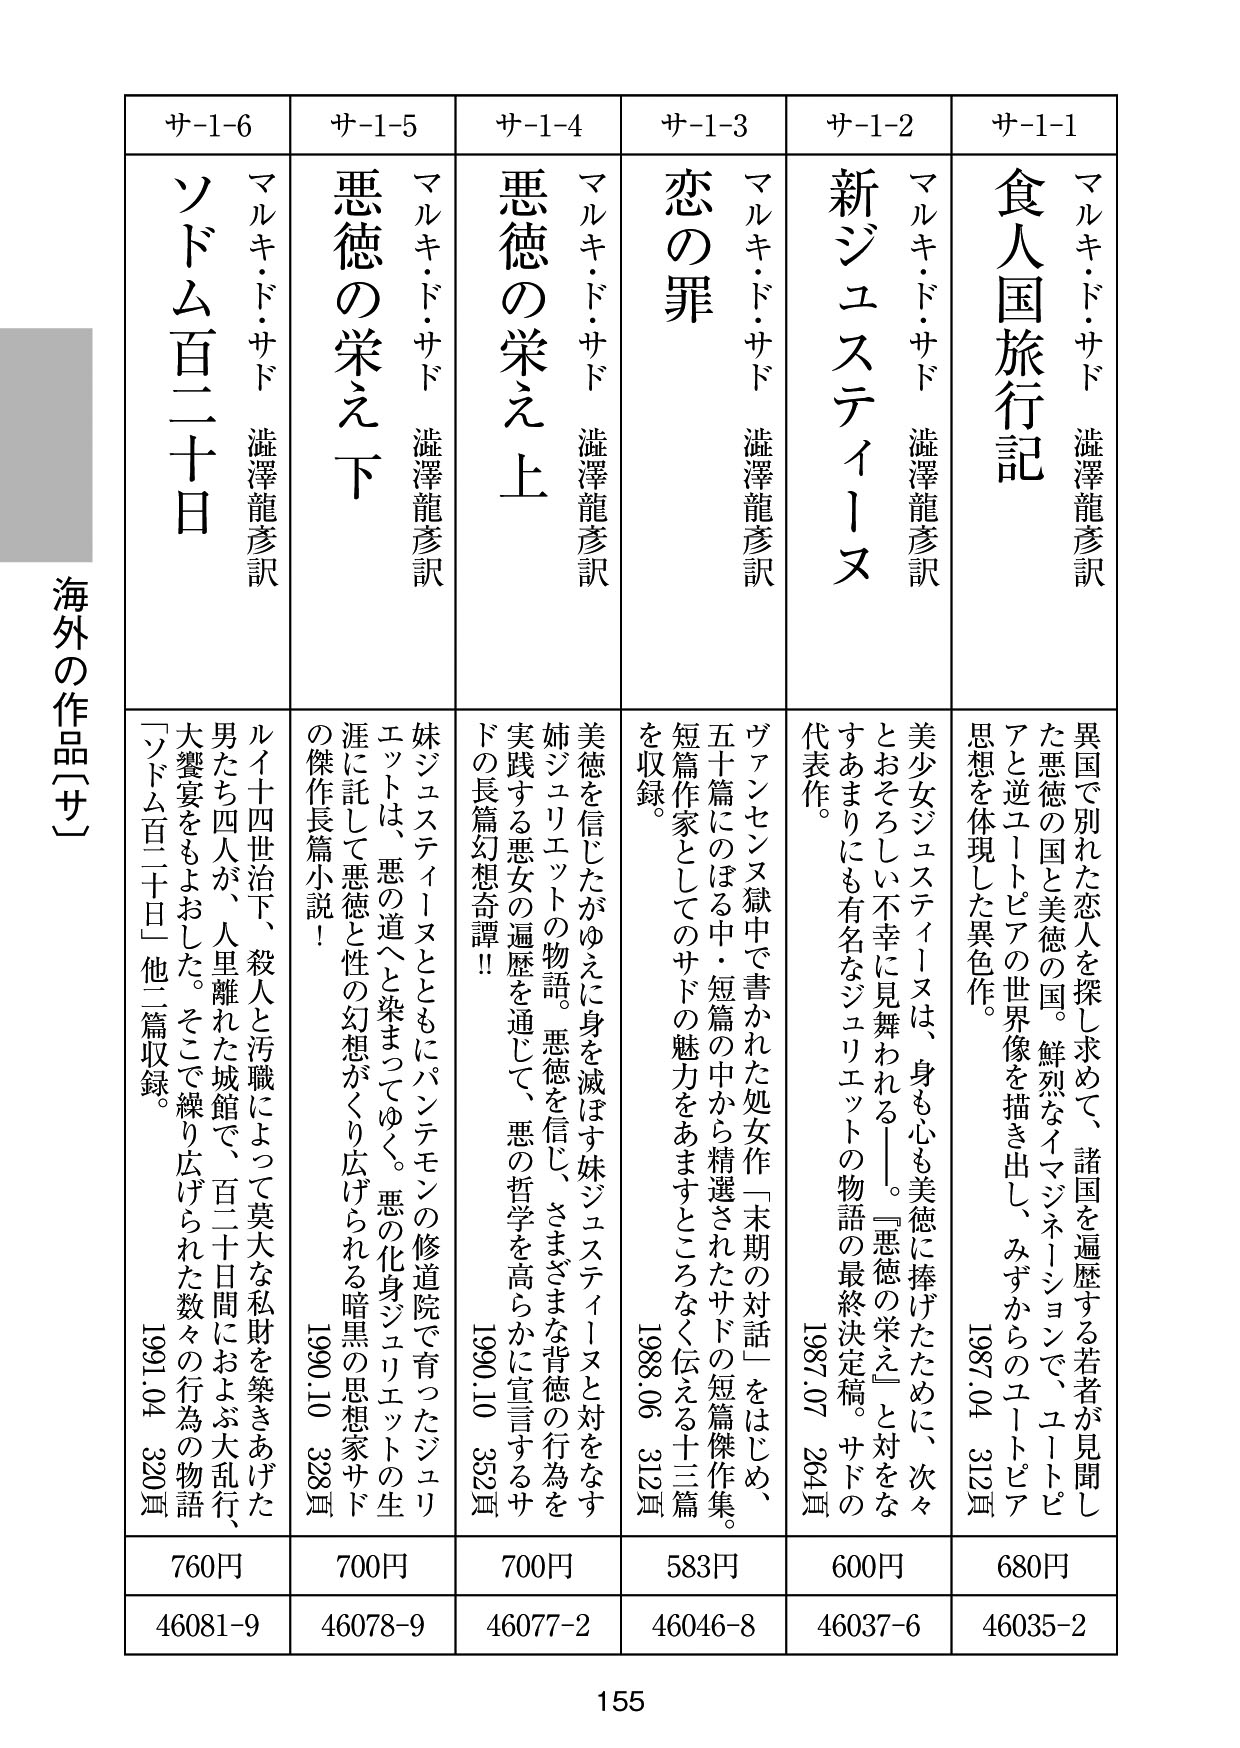 サ-1-1
マルキ・ド・サド　澁澤龍彥訳
食人国旅行記
異国で別れた恋人を探し求めて、諸国を遍歴する若者が見聞し
た悪徳の国と美徳の国。鮮烈なイマジネーションで、ユートピ
アと逆ユートピアの世界像を描き出し、みずからのユートピア
思想を体現した異色作。
1987.04　312頁
680円
46035-2
サ-1-2
マルキ・ド・サド　澁澤龍彥訳
新ジュスティーヌ
美少女ジュスティーヌは、身も心も美徳に捧げたために、次々
とおそろしい不幸に見舞われる――。『悪徳の栄え』と対をな
すあまりにも有名なジュリエットの物語の最終決定稿。サドの
代表作。
1987.07　264頁
600円
46037-6
サ-1-3
マルキ・ド・サド　澁澤龍彥訳
恋の罪
ヴァンセンヌ獄中で書かれた処女作「末期の対話」をはじめ、
五十篇にのぼる中・短篇の中から精選されたサドの短篇傑作集。
短篇作家としてのサドの魅力をあますところなく伝える十三篇
を収録。
1988.06　312頁
583円
46046-8
サ-1-4
マルキ・ド・サド　澁澤龍彥訳
悪徳の栄え 上
美徳を信じたがゆえに身を滅ぼす妹ジュスティーヌと対をなす
姉ジュリエットの物語。悪徳を信じ、さまざまな背徳の行為を
実践する悪女の遍歴を通じて、悪の哲学を高らかに宣言するサ
ドの長篇幻想奇譚!!
1990.10　352頁
700円
46077-2
サ-1-5
マルキ・ド・サド　澁澤龍彥訳
悪徳の栄え 下
妹ジュスティーヌとともにパンテモンの修道院で育ったジュリ
エットは、悪の道へと染まってゆく。悪の化身ジュリエットの生
涯に託して悪徳と性の幻想がくり広げられる暗黒の思想家サド
の傑作長篇小説！
1990.10　328頁
700円
46078-9
サ-1-6
マルキ・ド・サド　澁澤龍彥訳
ソドム百二十日
ルイ十四世治下、殺人と汚職によって莫大な私財を築きあげた
男たち四人が、人里離れた城館で、百二十日間におよぶ大乱行、
大饗宴をもよおした。そこで繰り広げられた数々の行為の物語
「ソドム百二十日」他二篇収録。
1991.04　320頁
760円
46081-9
海外の作品〔サ〕
155